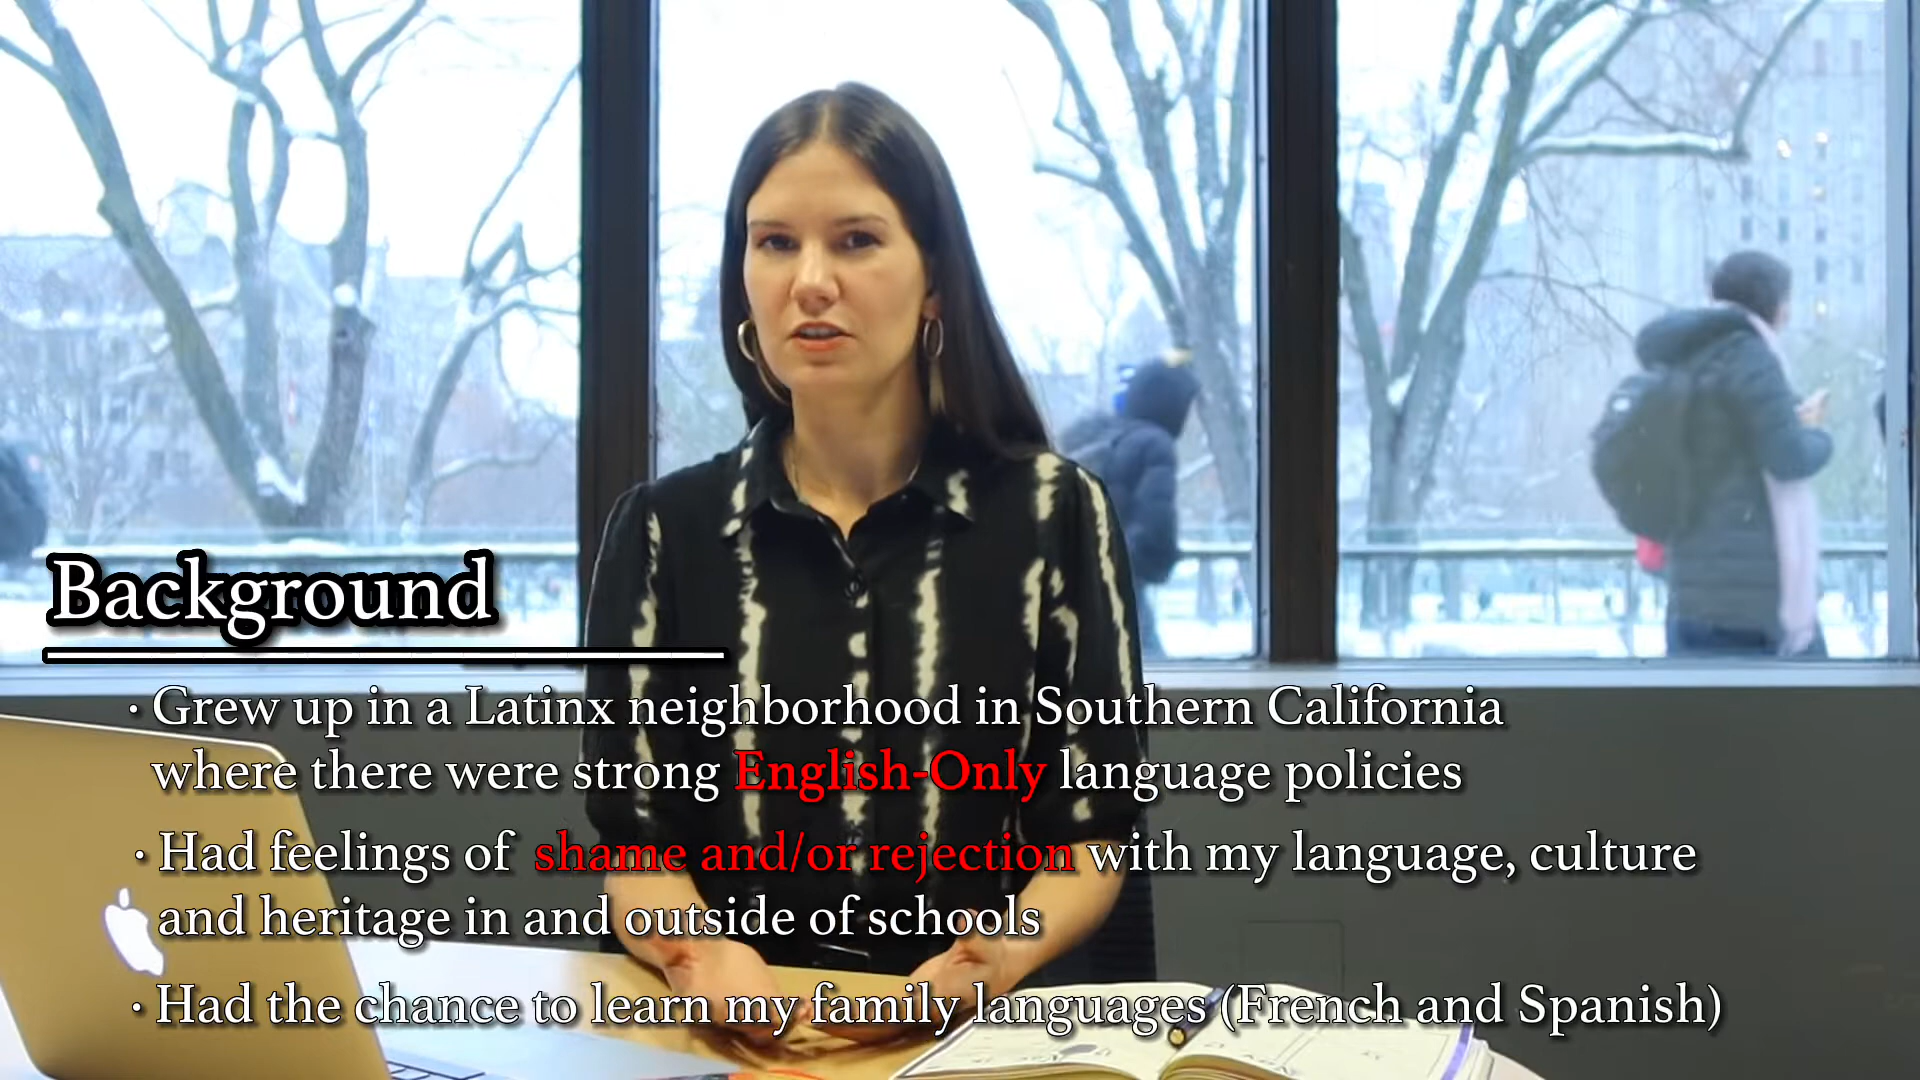 Background
· Grew up in a Latinx neighborhood in Southern California
where there were strong English-Only language policies
· Had feelings of shame and/or rejection with my language, culture
and heritage in and outside of schools
· Had the chance to learn my family languages (French and Spanish)